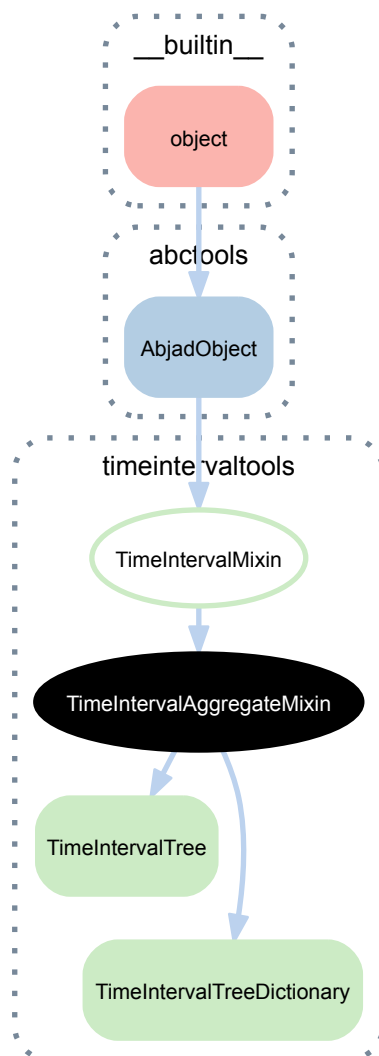 __builtin__
object
abctools
AbjadObject
timeintervaltools
TimeIntervalMixin
TimeIntervalAggregateMixin
TimeIntervalTree
TimeIntervalTreeDictionary